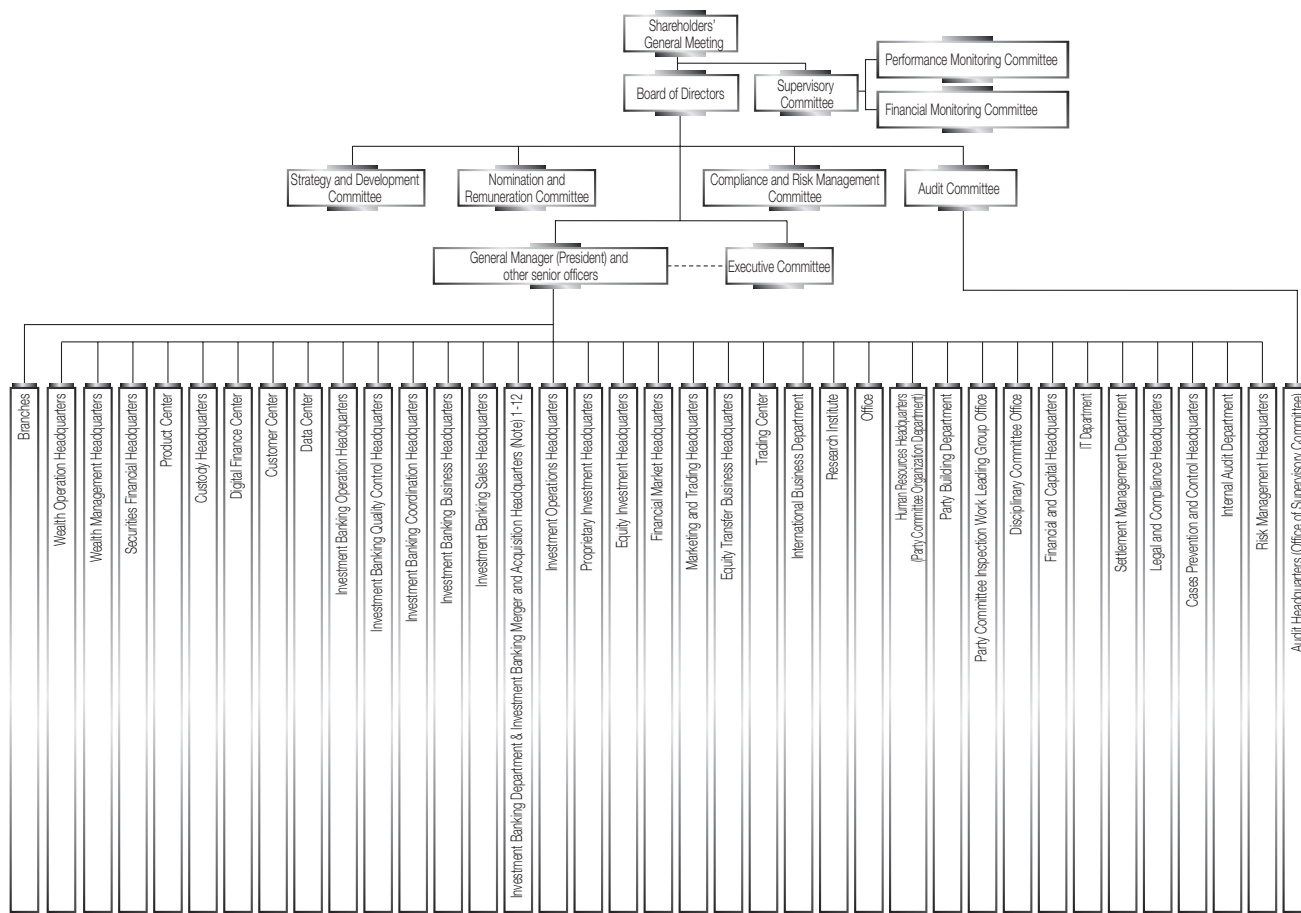 Shareholders'
General Meeting
Performance Monitoring Committee
Board of Directors
Supervisory
Committee
Financial Monitoring Committee
Strategy and Development
Committee
Nomination and
Remuneration Committee
Compliance and Risk Management
Committee
Audit Committee
General Manager (President) and
other senior officers
Executive Committee
Branches
Wealth Operation Headquarters
Wealth Management Headquarters
Securities Financial Headquarters
Product Center
Custody Headquarters
Digital Finance Center
Customer Center
Data Center
Investment Banking Operation Headquarters
Investment Banking Quality Control Headquarters
Investment Banking Coordination Headquarters
Investment Banking Business Headquarters
Investment Banking Sales Headquarters
Investment Banking Department & Investment Banking Merger and Acquisition Headquarters (Note) 1-12
Investment Operations Headquarters
Proprietary Investment Headquarters
Equity Investment Headquarters
Financial Market Headquarters
Marketing and Trading Headquarters
Equity Transfer Business Headquarters
Trading Center
International Business Department
Research Institute
Office
Human Resources Headquarters
(Party Committee Organization Department)
Party Building Department
Party Committee Inspection Work Leading Group Office
Disciplinary Committee Office
Financial and Capital Headquarters
IT Department
Settlement Management Department
Legal and Compliance Headquarters
Cases Prevention and Control Headquarters
Internal Audit Department
Risk Management Headquarters
Audit Headquarters (Office of Supervisory Committee)